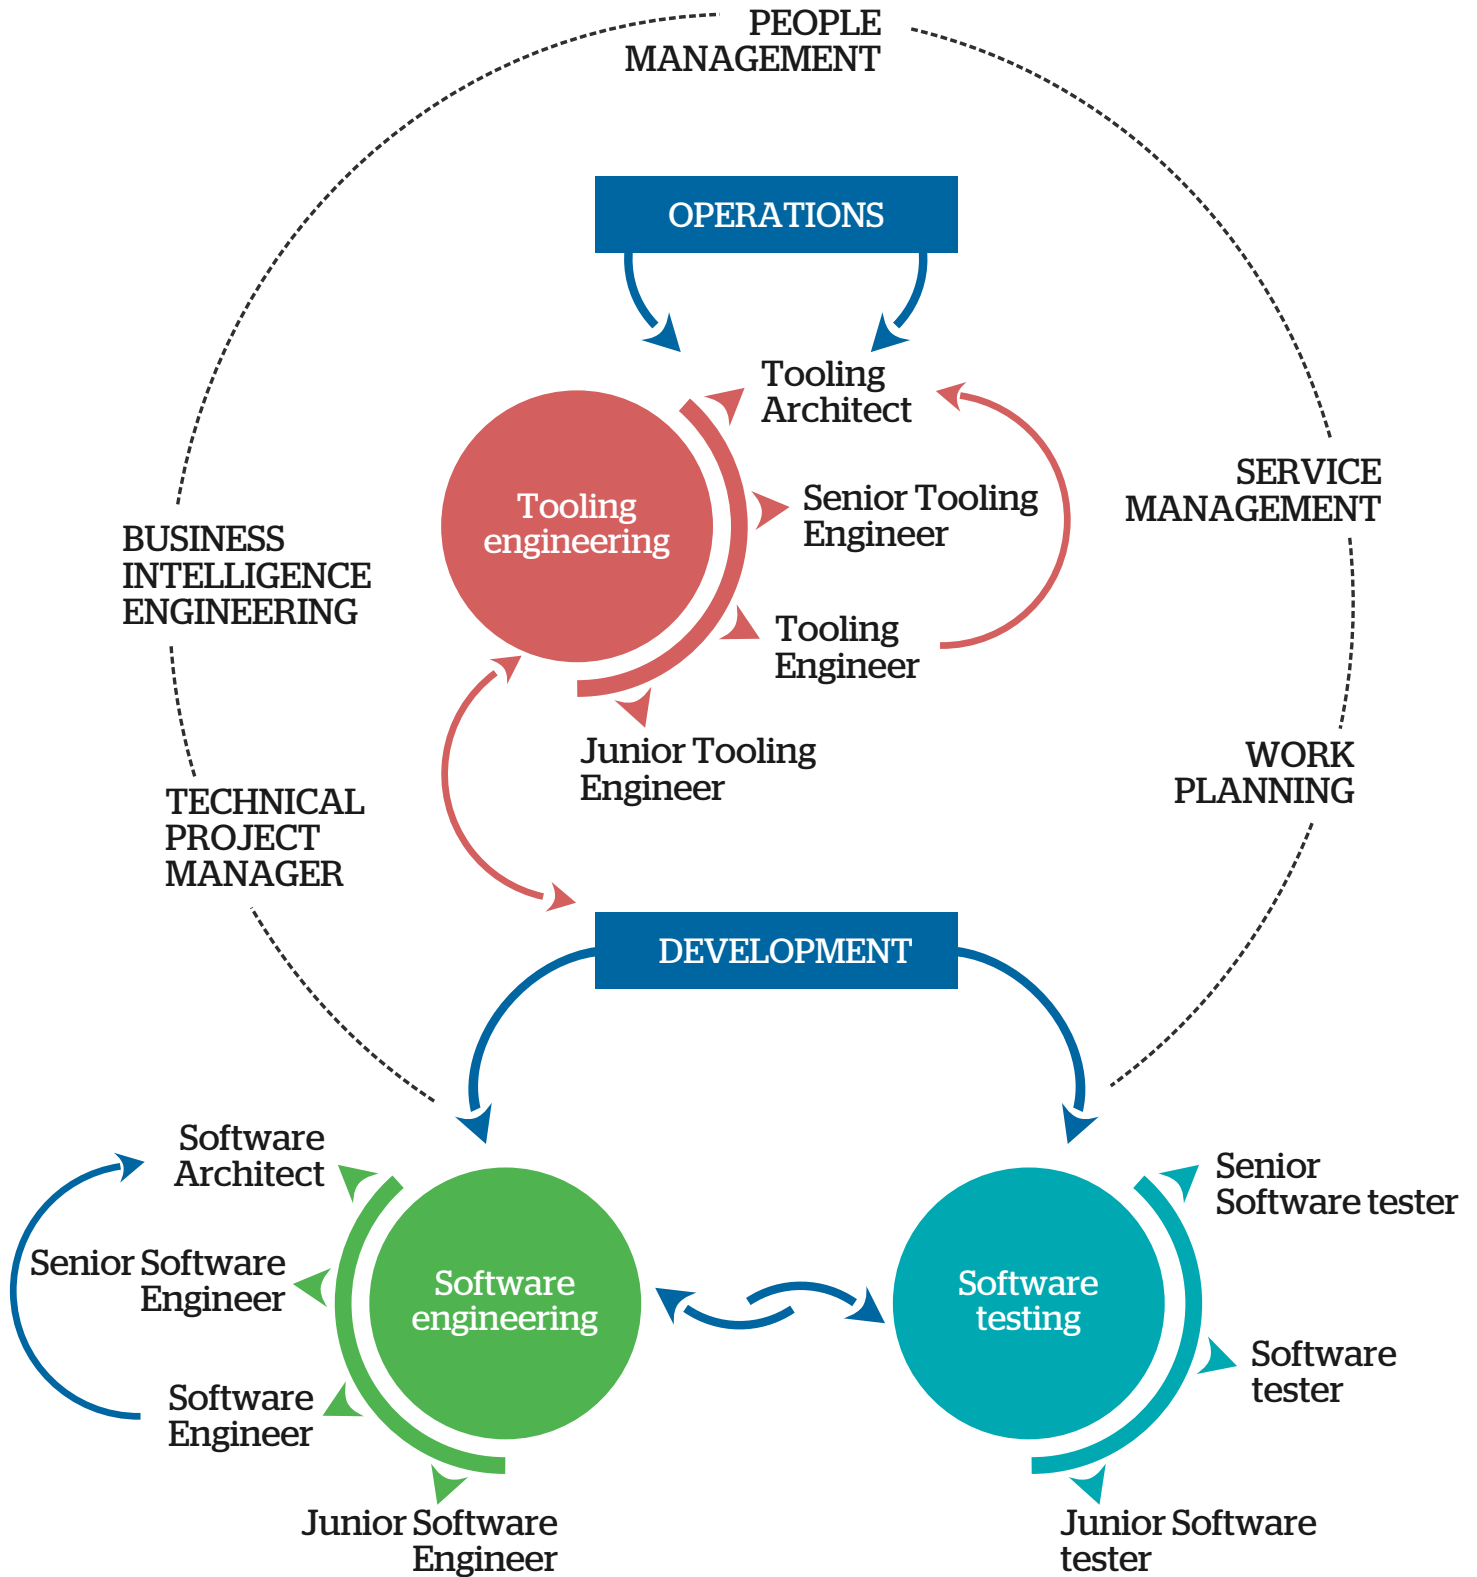 PEOPLE
MANAGEMENT
OPERATIONS
Tooling
Architect
Tooling
engineering
Senior Tooling
Engineer
SERVICE
MANAGEMENT
BUSINESS
INTELLIGENCE
ENGINEERING
Tooling
Engineer
Junior Tooling
Engineer
WORK
PLANNING
TECHNICAL
PROJECT
MANAGER
DEVELOPMENT
Software
Architect
Senior Software
Engineer
Software
engineering
Software
Engineer
Junior Software
Engineer
Software
testing
Senior
Software tester
Software
tester
Junior Software
tester